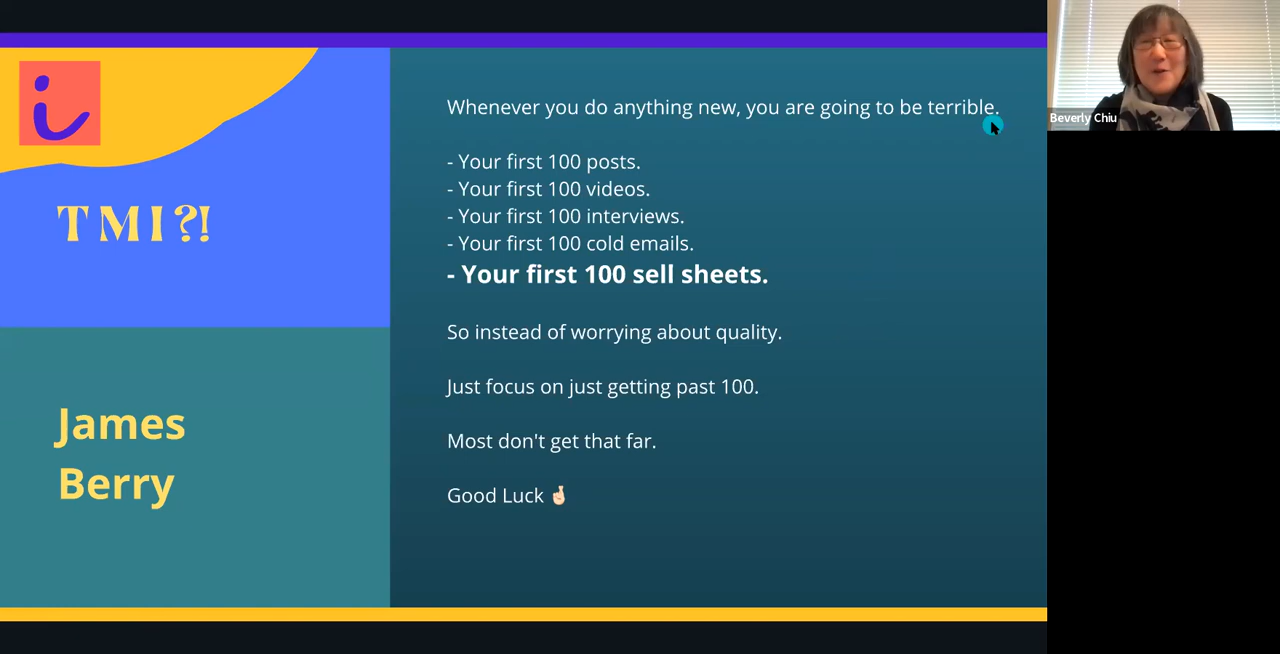 TMI?!
James
Berry
Whenever you do anything new, you are going to be terrible.
- Your first 100 posts.
- Your first 100 videos.
- Your first 100 interviews.
- Your first 100 cold emails.
- Your first 100 sell sheets.
So instead of worrying about quality.
Just focus on just getting past 100.
Most don't get that far.
Good Luck 🤞🏻
Beverly Chiu